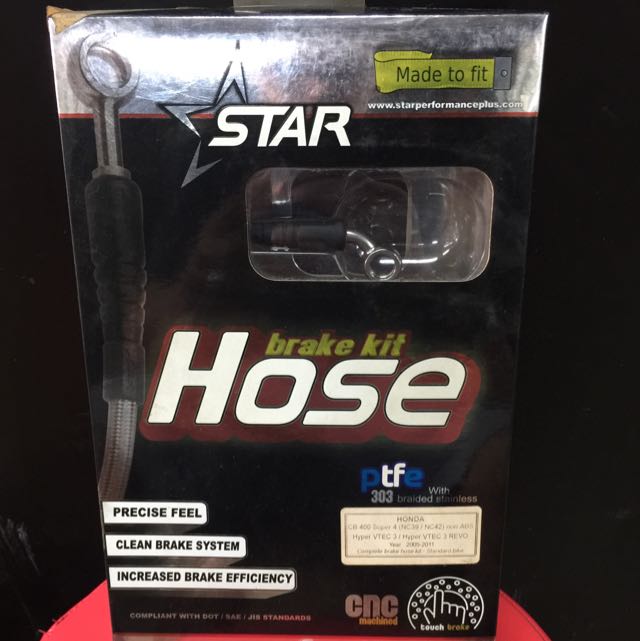 Made to fit
www.starperformanceplus.com
STAR
brake kit
Hose
ptfe
With
303 braided stainless
HONDA
CB 400 Super 4 (NC39 / NC42) non ABS
Hyper VTEC 3 / Hyper VTEC 3 REVO
Year : 2005-2011
Complete brake hose kit - Standard bike
PRECISE FEEL
CLEAN BRAKE SYSTEM
INCREASED BRAKE EFFICIENCY
COMPLIANT WITH DOT / SAE / JIS STANDARDS
cnc
machined
touch brake